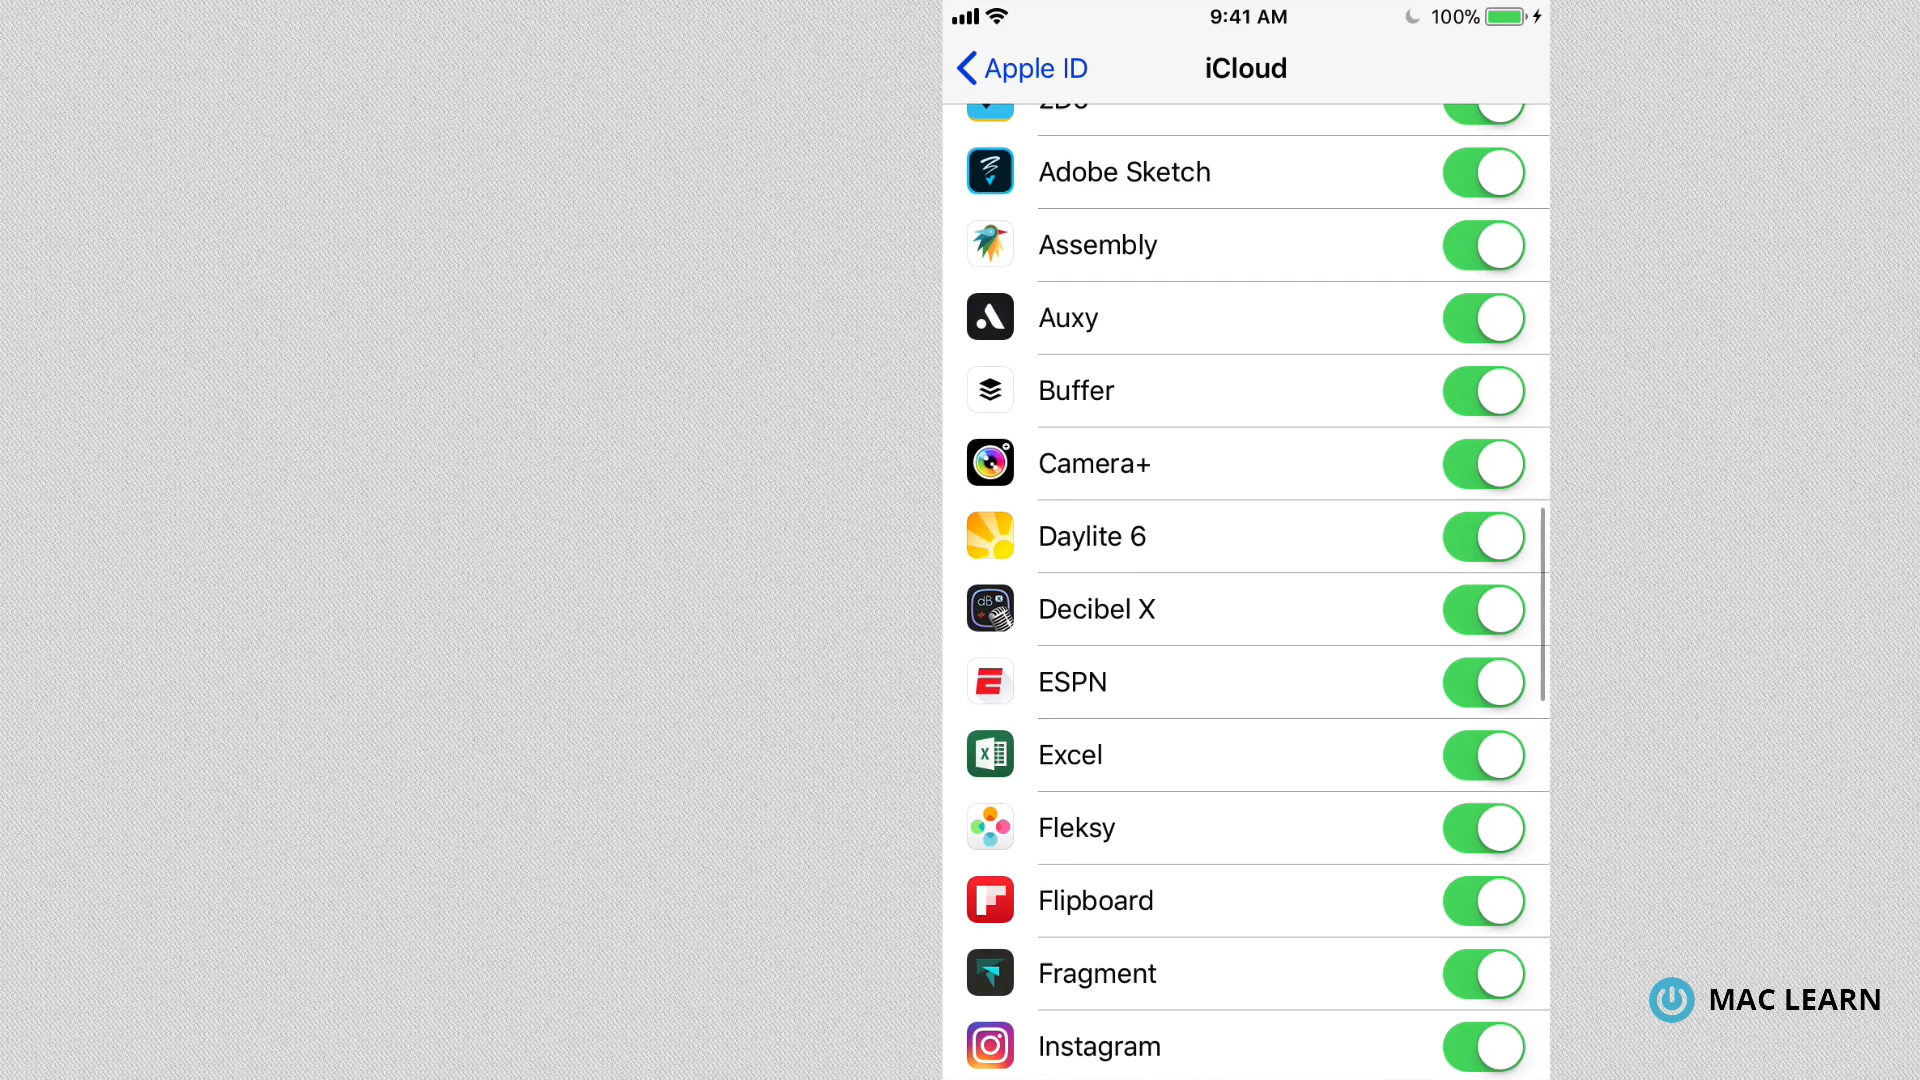 9:41 AM
100%
Apple ID
iCloud
Adobe Sketch
Assembly
Auxy
Buffer
Camera+
Daylite 6
dB X
Decibel X
ESPN
X
Excel
Fleksy
Flipboard
Fragment
Instagram
MAC LEARN